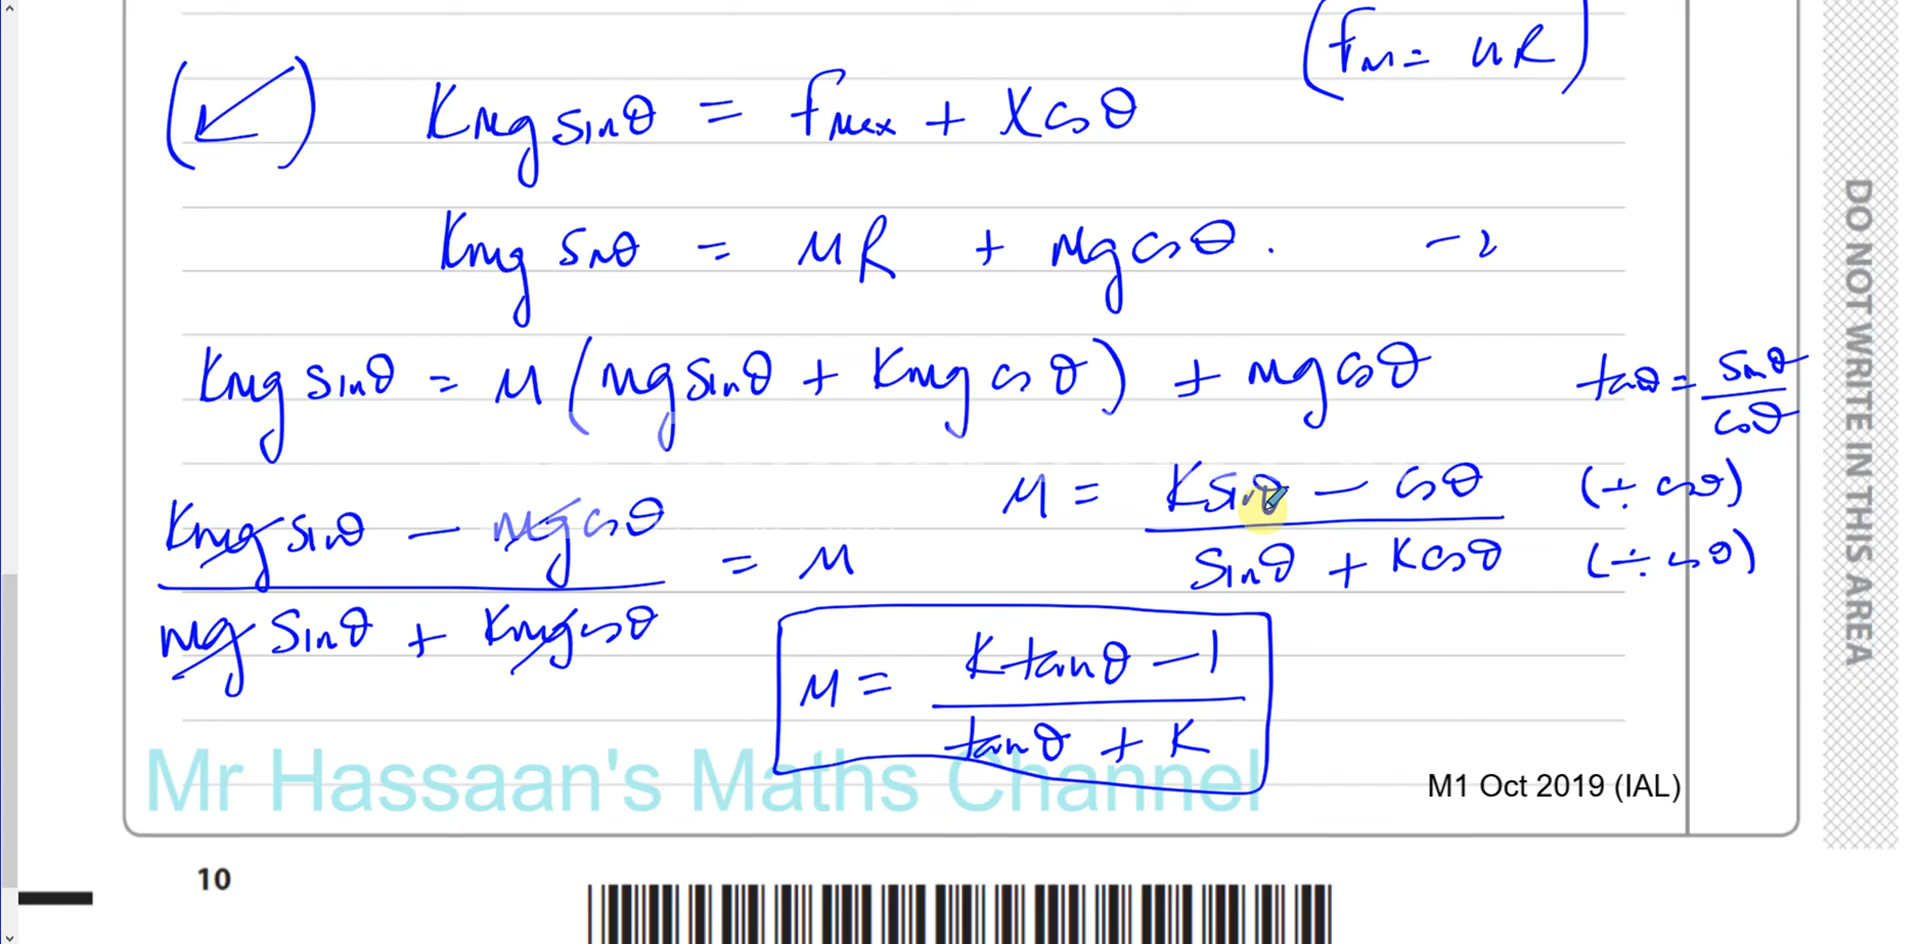 (Fм = μR)
(↙) Kmg sinθ = Fmax + X cosθ
Kmg sinθ = μR + mg cosθ. — 2
Kmg sinθ = μ(mg sinθ + Kmg cosθ) + mg cosθ tanθ = sinθ/cosθ
μ = (K sinθ − cosθ)/(sinθ + K cosθ) (÷ cosθ) (÷ cosθ)
(Kmg sinθ − mg cosθ)/(mg sinθ + Kmg cosθ) = μ
μ = (K tanθ − 1)/(tanθ + K)
Mr Hassaan's Maths Channel
M1 Oct 2019 (IAL)
10
DO NOT WRITE IN THIS AREA